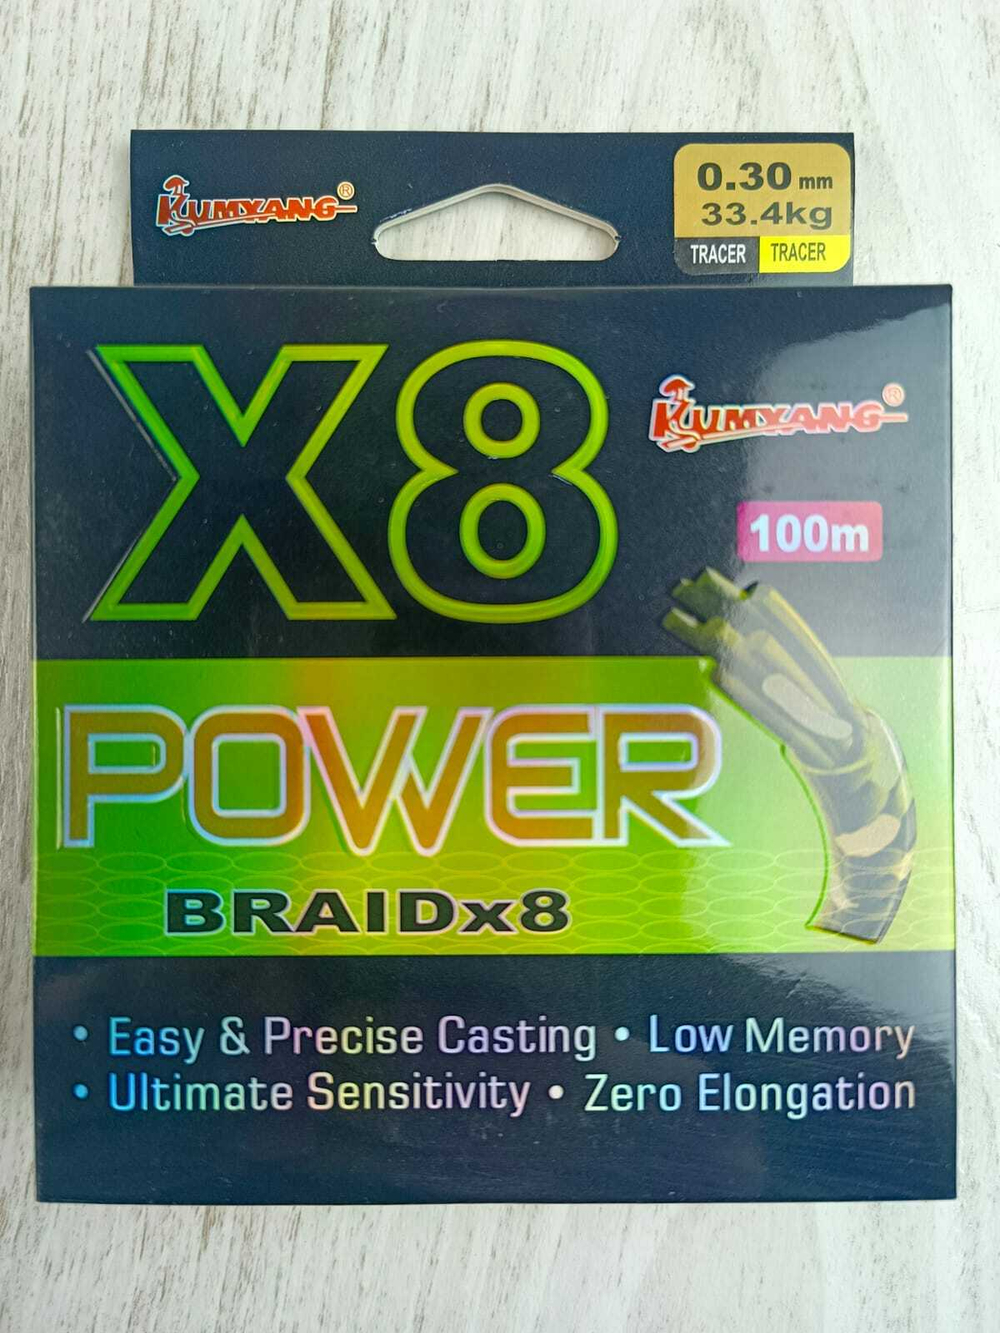 KUMYANG®
0.30 mm
33.4kg
TRACER TRACER
X8
KUMYANG®
100m
POWER
BRAIDx8
• Easy & Precise Casting • Low Memory
• Ultimate Sensitivity • Zero Elongation